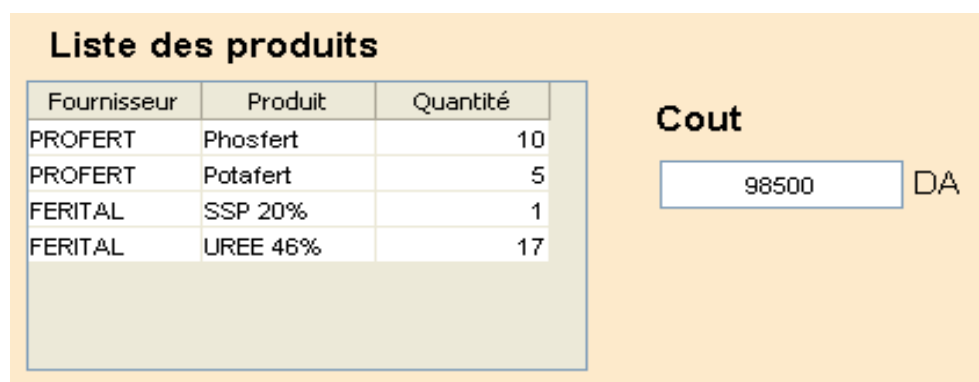 Liste des produits
Fournisseur Produit Quantité
PROFERT Phosfert 10
PROFERT Potafert 5
FERITAL SSP 20% 1
FERITAL UREE 46% 17
Cout
98500 DA